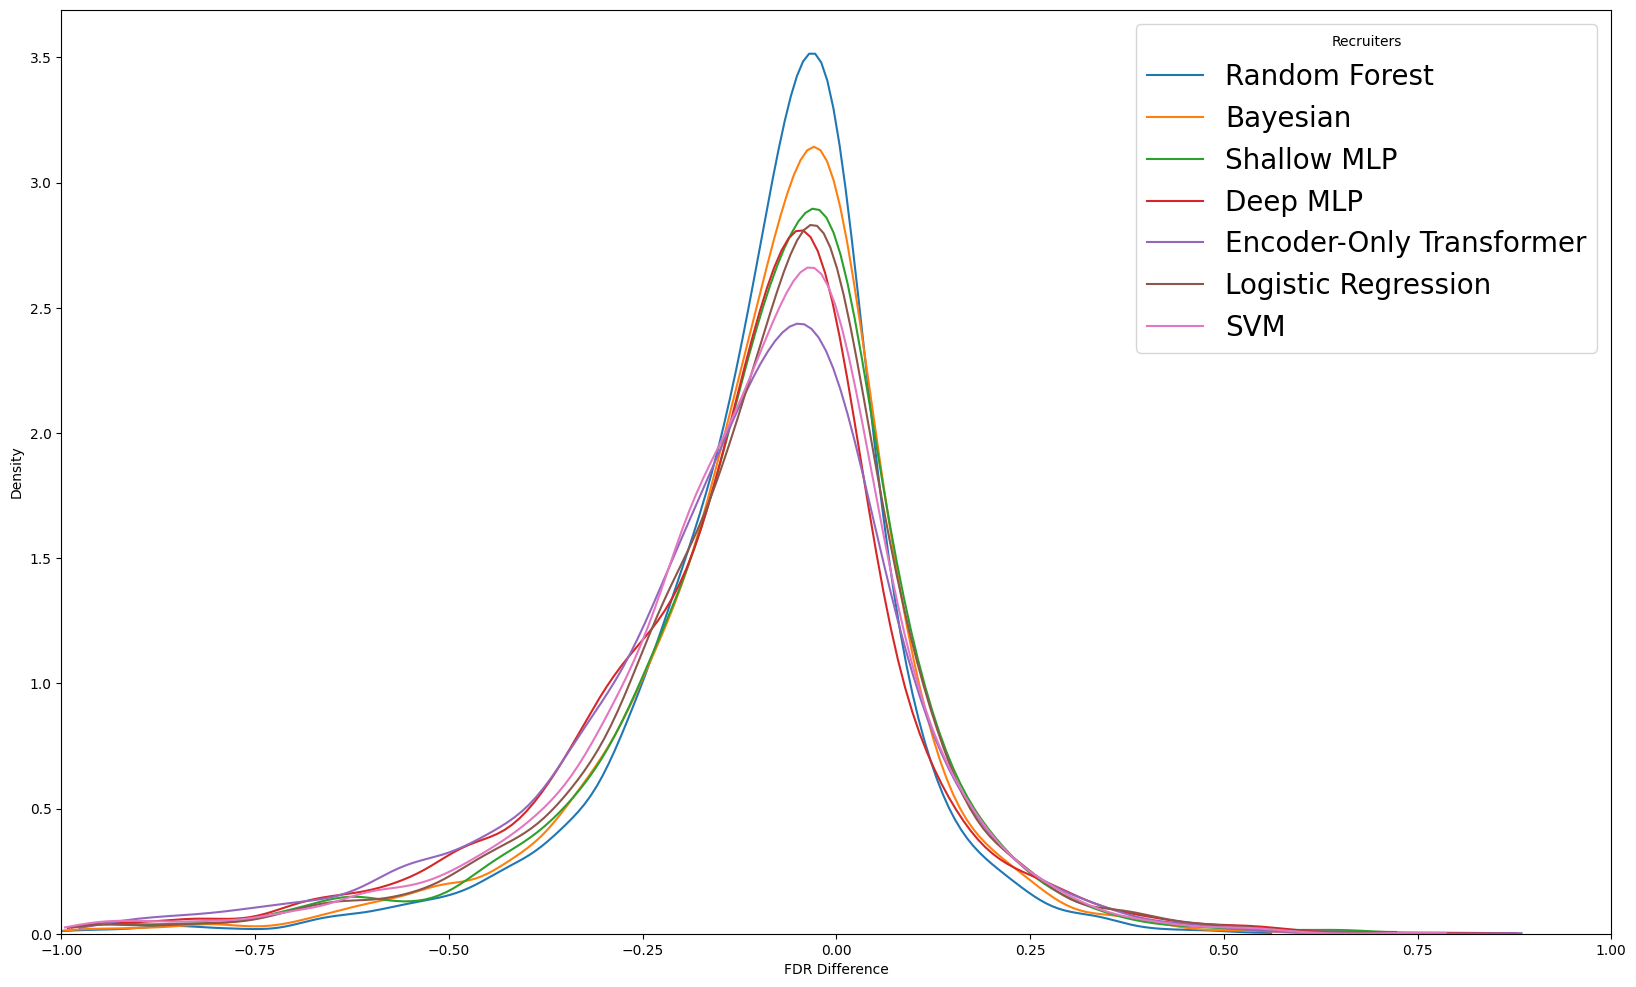 Recruiters
Random Forest
Bayesian
Shallow MLP
Deep MLP
Encoder-Only Transformer
Logistic Regression
SVM
3.5
3.0
2.5
2.0
1.5
1.0
0.5
0.0
Density
−1.00 −0.75 −0.50 −0.25 0.00 0.25 0.50 0.75 1.00
FDR Difference